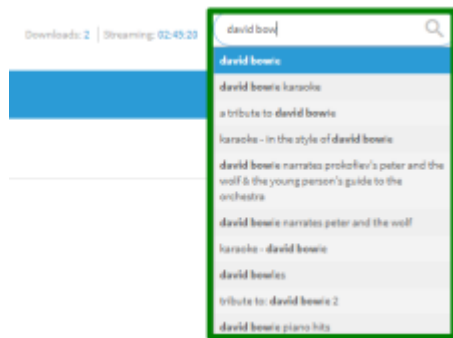 Downloads: 2 Streaming: 02:45:20
david bow
david bowie
david bowie karaoke
a tribute to david bowie
karaoke - in the style of david bowie
david bowie narrates prokofiev's peter and the
wolf & the young person's guide to the
orchestra
david bowie narrates peter and the wolf
karaoke - david bowie
david bowles
tribute to: david bowie 2
david bowie piano hits